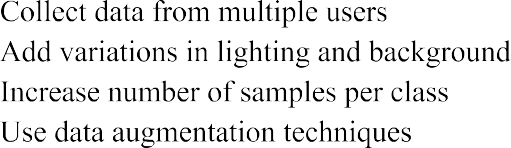 Collect data from multiple users
Add variations in lighting and background
Increase number of samples per class
Use data augmentation techniques